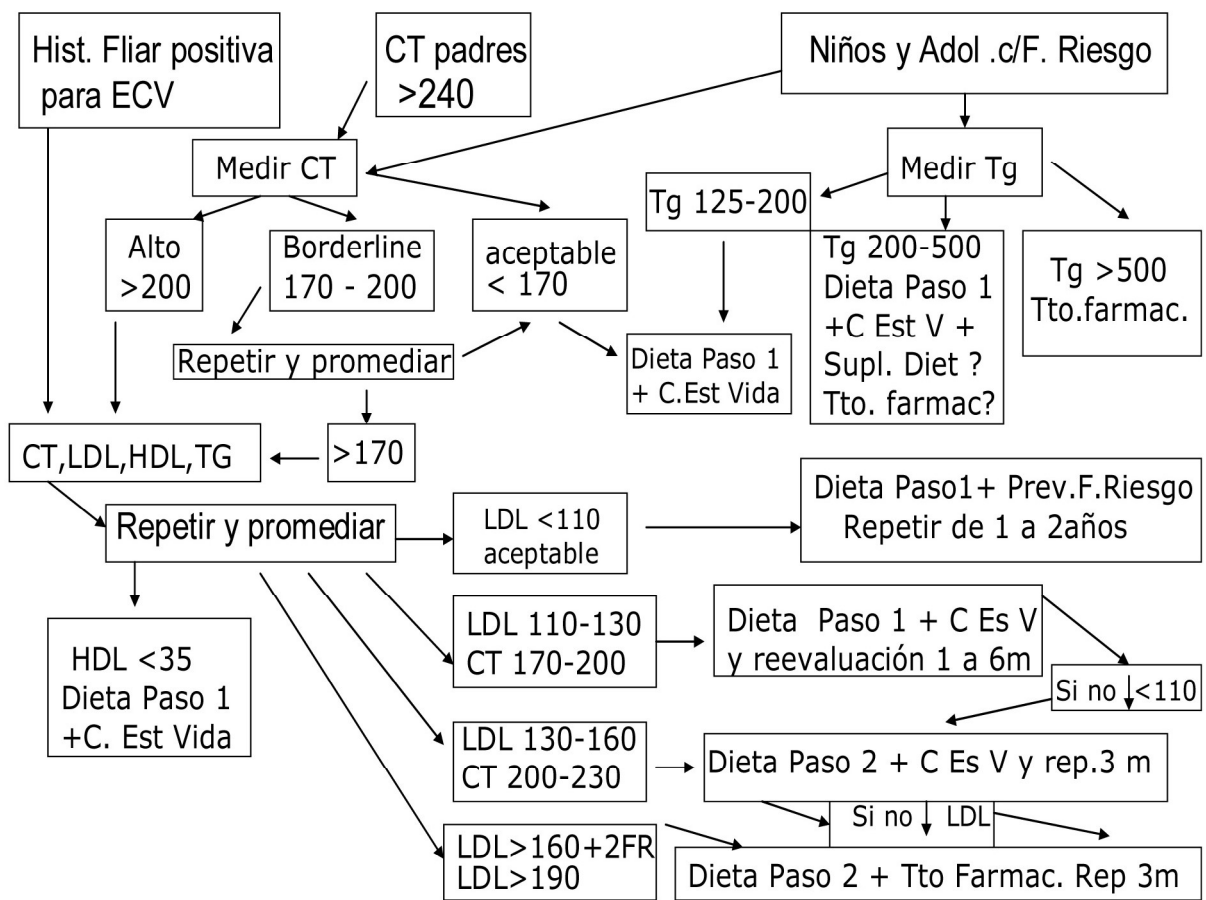 Hist. Fliar positiva
para ECV
CT padres
>240
Niños y Adol .c/F. Riesgo
Medir CT
Medir Tg
Tg 125-200
Alto
>200
Borderline
170 - 200
aceptable
< 170
Tg 200-500
Dieta Paso 1
+C Est V +
Supl. Diet ?
Tto. farmac?
Tg >500
Tto.farmac.
Repetir y promediar
Dieta Paso 1
+ C.Est Vida
CT,LDL,HDL,TG
>170
Repetir y promediar
LDL <110
aceptable
Dieta Paso1+ Prev.F.Riesgo
Repetir de 1 a 2años
HDL <35
Dieta Paso 1
+C. Est Vida
LDL 110-130
CT 170-200
Dieta Paso 1 + C Es V
y reevaluación 1 a 6m
Si no ↓<110
LDL 130-160
CT 200-230
Dieta Paso 2 + C Es V y rep.3 m
Si no ↓ LDL
LDL>160+2FR
LDL>190
Dieta Paso 2 + Tto Farmac. Rep 3m